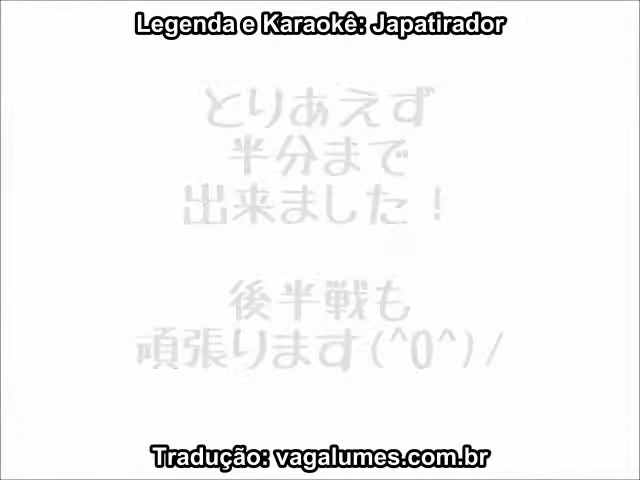 Legenda e Karaokê: Japatirador
とりあえず
半分まで
出来ました！
後半戦も
頑張ります(^0^)/
Tradução: vagalumes.com.br